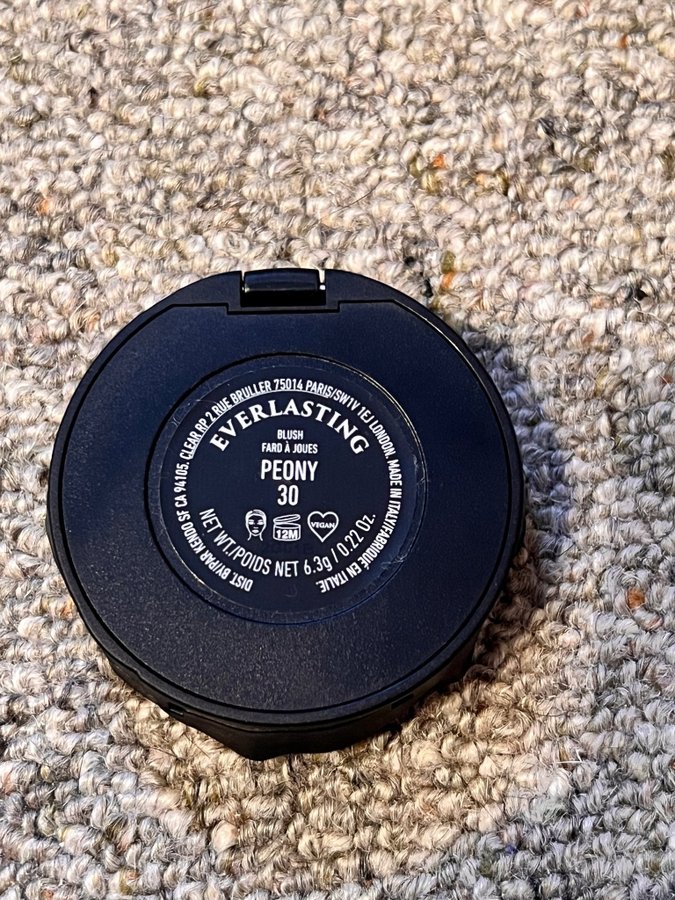 EVERLASTING
BLUSH
FARD À JOUES
PEONY
30
12M
VEGAN
NET WT./POIDS NET 6.3g / 0.22 Oz.
DIST. BY/PAR KENDO SF CA 94105. CLEAR RP 2 RUE BRULLER 75014 PARIS/SW1V 1EJ LONDON. MADE IN ITALY/FABRIQUÉ EN ITALIE.